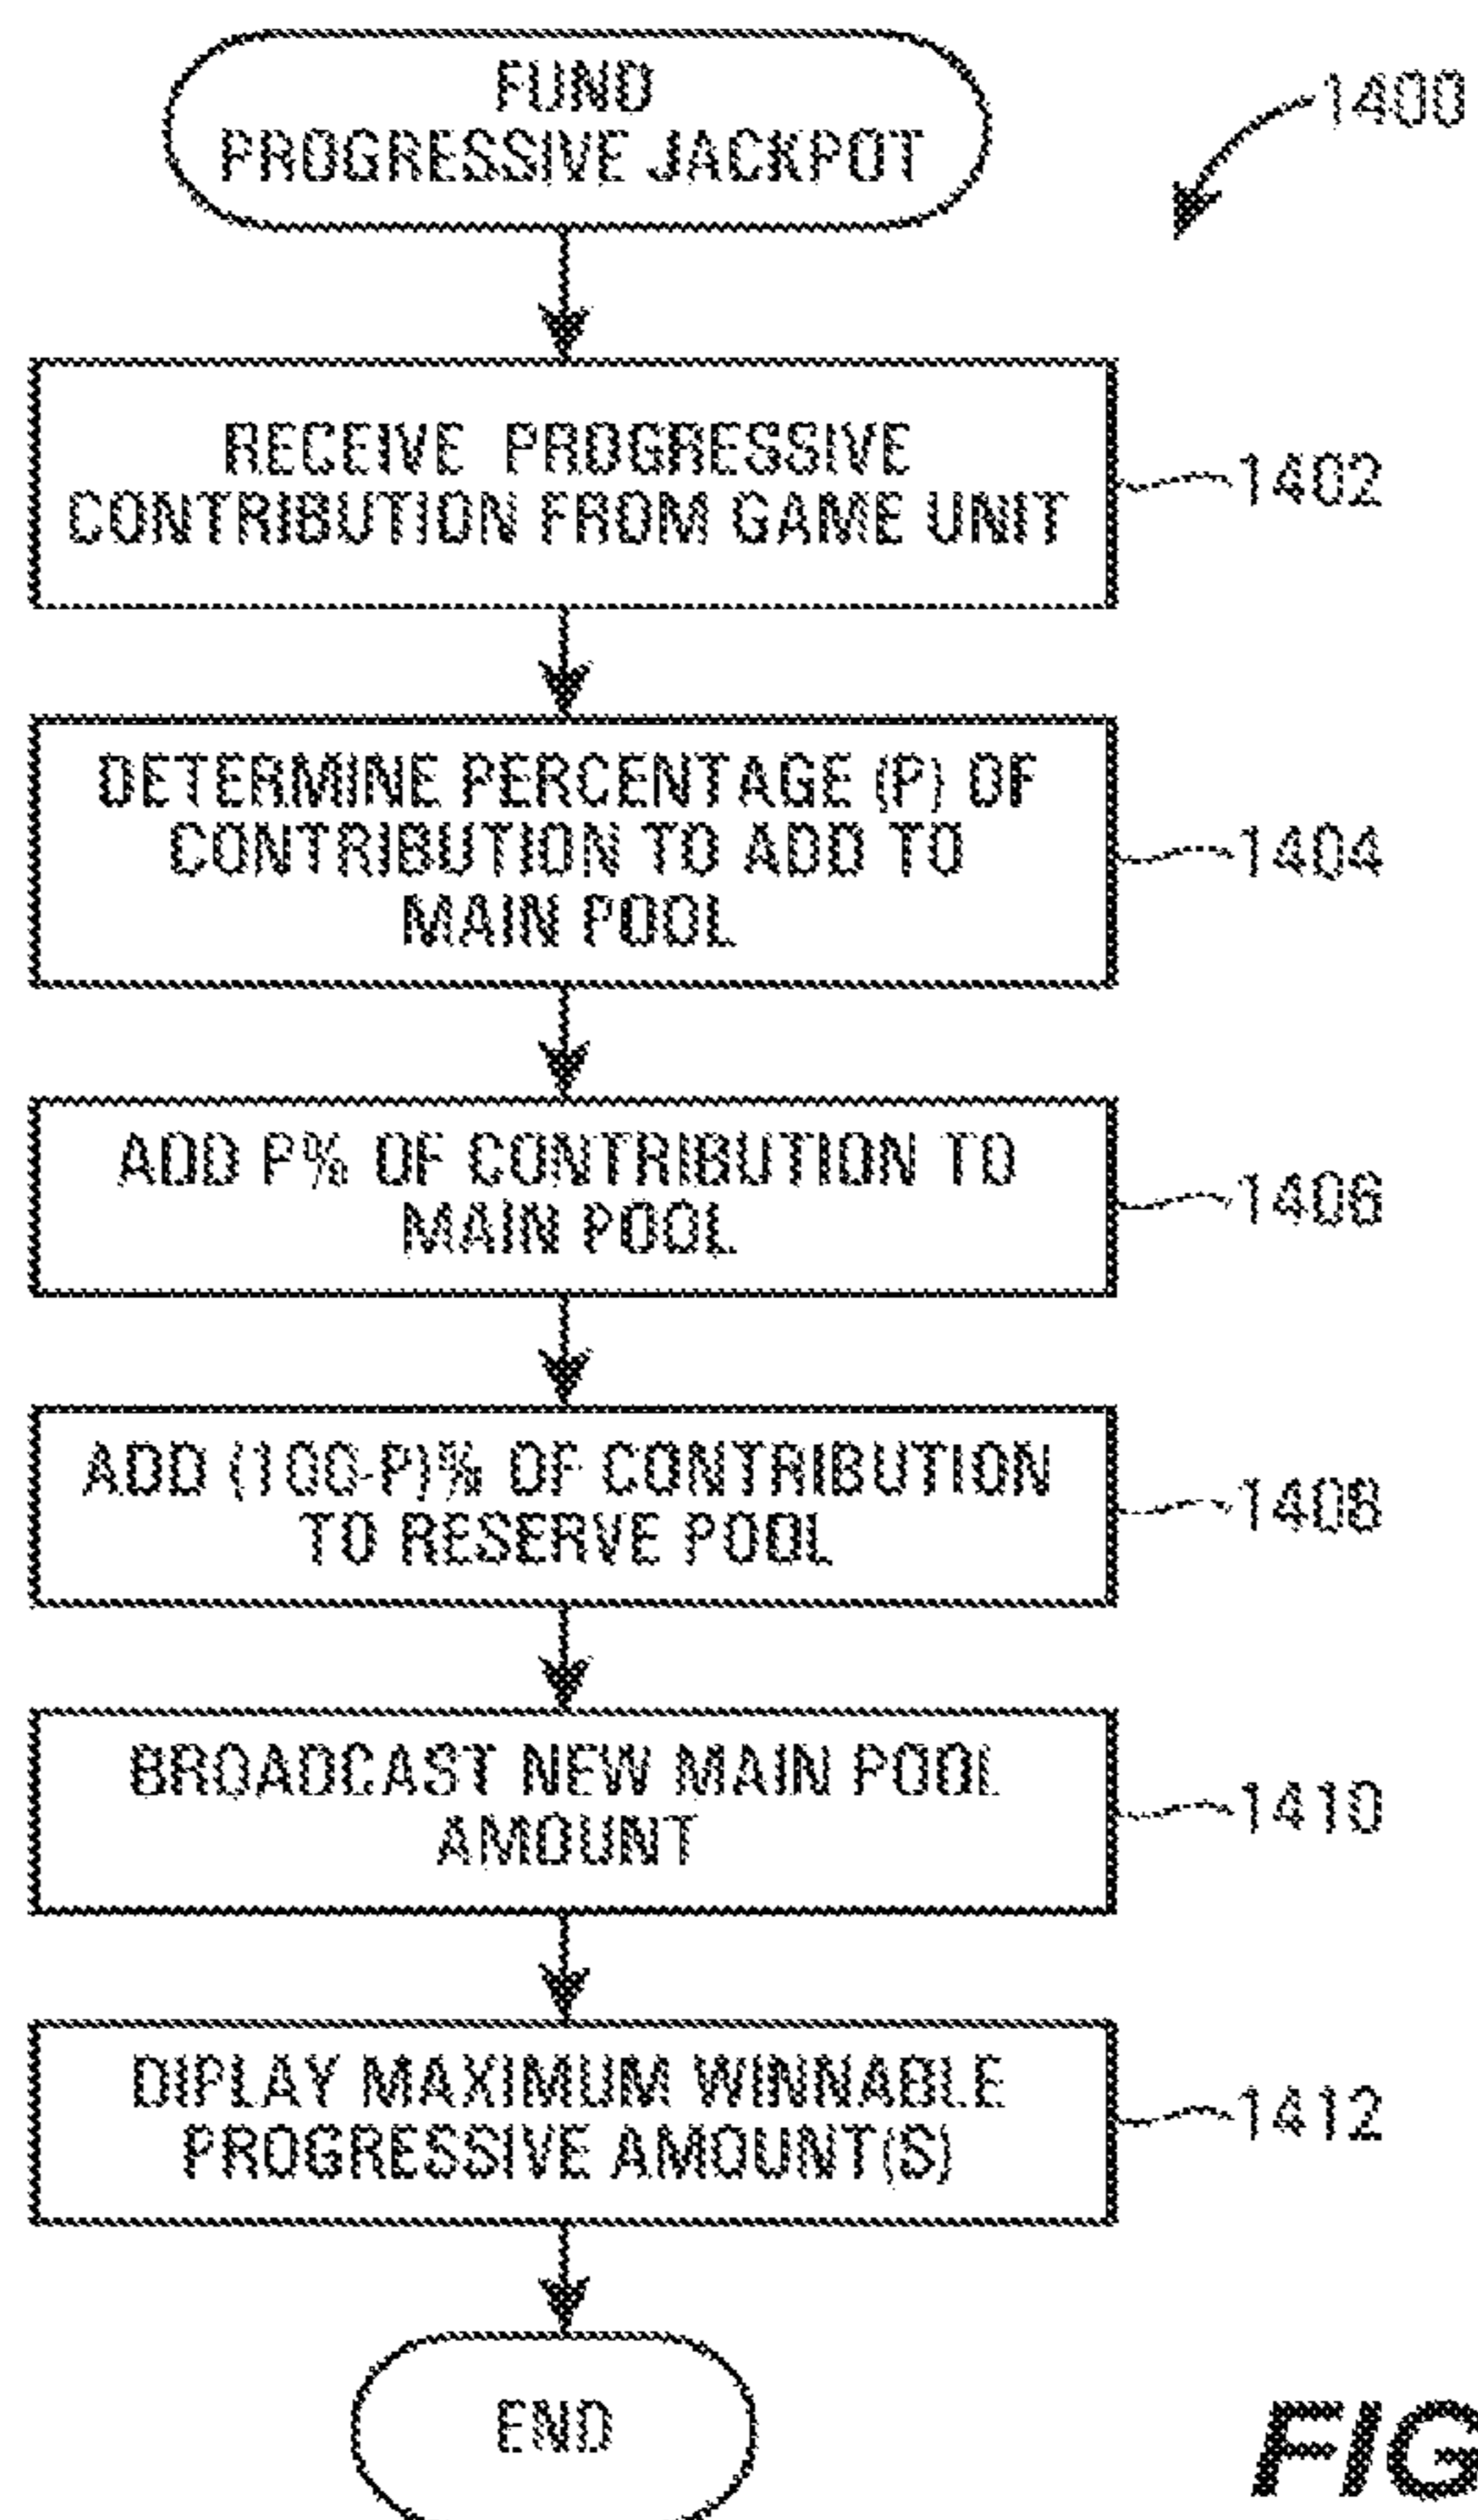 FUND
PROGRESSIVE JACKPOT
1400
RECEIVE PROGRESSIVE
CONTRIBUTION FROM GAME UNIT
1402
DETERMINE PERCENTAGE (P) OF
CONTRIBUTION TO ADD TO
MAIN POOL
1404
ADD P% OF CONTRIBUTION TO
MAIN POOL
1406
ADD (100-P)% OF CONTRIBUTION
TO RESERVE POOL
1408
BROADCAST NEW MAIN POOL
AMOUNT
1410
DIPLAY MAXIMUM WINNABLE
PROGRESSIVE AMOUNT(S)
1412
END
FIG